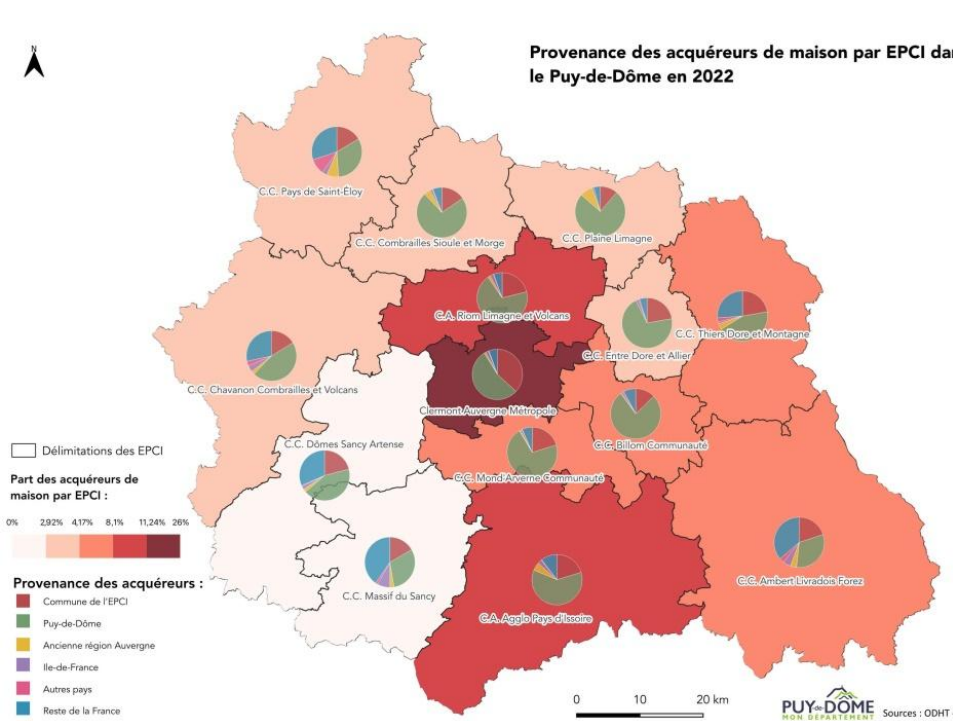 N
Provenance des acquéreurs de maison par EPCI dan
le Puy-de-Dôme en 2022
C.C. Pays de Saint-Éloy
C.C. Combrailles Sioule et Morge
C.C. Plaine Limagne
C.A. Riom Limagne et Volcans
C.C. Thiers Dore et Montagne
C.C. Entre Dore et Allier
C.C. Chavanon Combrailles et Volcans
Clermont Auvergne Métropole
C.C. Billom Communauté
C.C. Dômes Sancy Artense
C.C. Mond'Arverne Communauté
C.C. Massif du Sancy
C.C. Ambert Livradois Forez
C.A. Agglo Pays d'Issoire
Délimitations des EPCI
Part des acquéreurs de
maison par EPCI :
0% 2,92% 4,17% 8,1% 11,24% 26%
Provenance des acquéreurs :
Commune de l'EPCI
Puy-de-Dôme
Ancienne région Auvergne
Ile-de-France
Autres pays
Reste de la France
0 10 20 km
PUY-de-DÔME
MON DÉPARTEMENT
Sources : ODHT